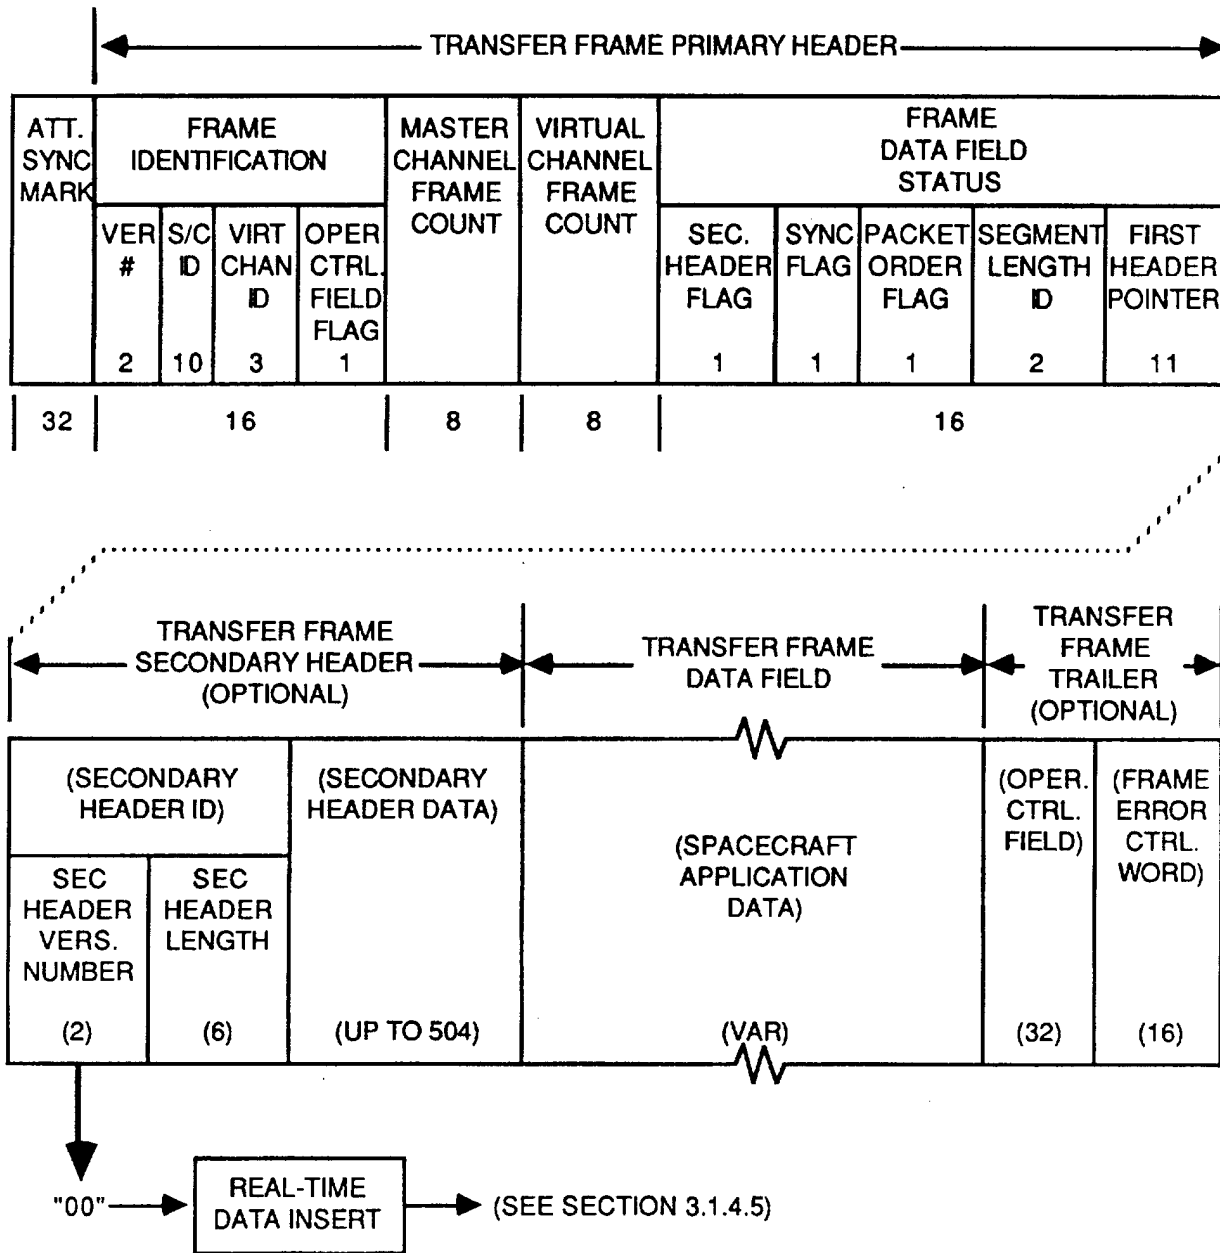 TRANSFER FRAME PRIMARY HEADER
ATT.
SYNC
MARK
FRAME
IDENTIFICATION
MASTER
CHANNEL
FRAME
COUNT
VIRTUAL
CHANNEL
FRAME
COUNT
FRAME
DATA FIELD
STATUS
VER
#
2
S/C
ID
10
VIRT
CHAN
ID
3
OPER
CTRL.
FIELD
FLAG
1
SEC.
HEADER
FLAG
1
SYNC
FLAG
1
PACKET
ORDER
FLAG
1
SEGMENT
LENGTH
ID
2
FIRST
HEADER
POINTER
11
32
16
8
8
16
TRANSFER FRAME
SECONDARY HEADER
(OPTIONAL)
TRANSFER FRAME
DATA FIELD
TRANSFER
FRAME
TRAILER
(OPTIONAL)
(SECONDARY
HEADER ID)
SEC
HEADER
VERS.
NUMBER
(2)
SEC
HEADER
LENGTH
(6)
(SECONDARY
HEADER DATA)
(UP TO 504)
(SPACECRAFT
APPLICATION
DATA)
(VAR)
(OPER.
CTRL.
FIELD)
(32)
(FRAME
ERROR
CTRL.
WORD)
(16)
"00"
REAL-TIME
DATA INSERT
(SEE SECTION 3.1.4.5)